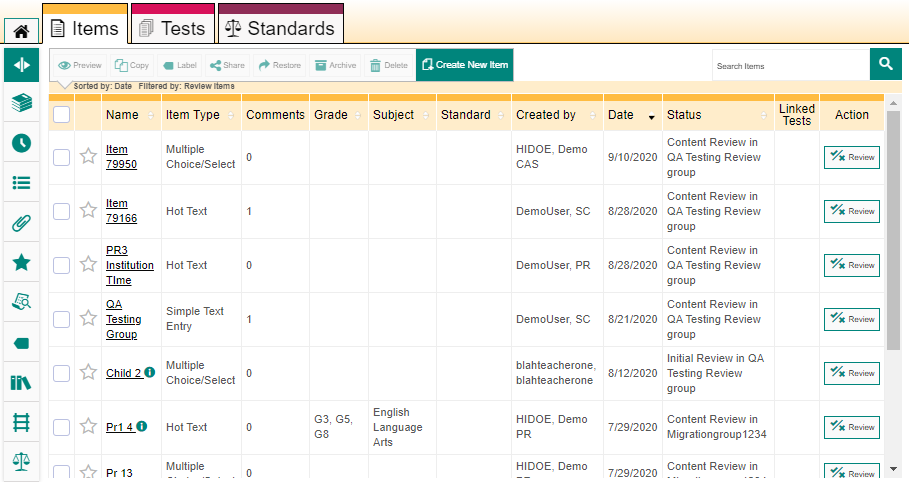 Items Tests Standards
Preview Copy Label Share Restore Archive Delete Create New Item Search Items
Sorted by: Date Filtered by: Review Items
Name Item Type Comments Grade Subject Standard Created by Date Status Linked Tests Action
Item 79950 Multiple Choice/Select 0 HIDOE, Demo CAS 9/10/2020 Content Review in QA Testing Review group Review
Item 79166 Hot Text 1 DemoUser, SC 8/28/2020 Content Review in QA Testing Review group Review
PR3 Institution TIme Hot Text 0 DemoUser, PR 8/28/2020 Content Review in QA Testing Review group Review
QA Testing Group Simple Text Entry 1 DemoUser, SC 8/21/2020 Content Review in QA Testing Review group Review
Child 2 Multiple Choice/Select 0 blahteacherone, blahteacherone 8/12/2020 Initial Review in QA Testing Review group Review
Pr1 4 Hot Text 0 G3, G5, G8 English Language Arts HIDOE, Demo PR 7/29/2020 Content Review in Migrationgroup1234 Review
Pr 13 Multiple Choice/Select 0 HIDOE, Demo 7/29/2020 Content Review in Migrationgroup1234 Review